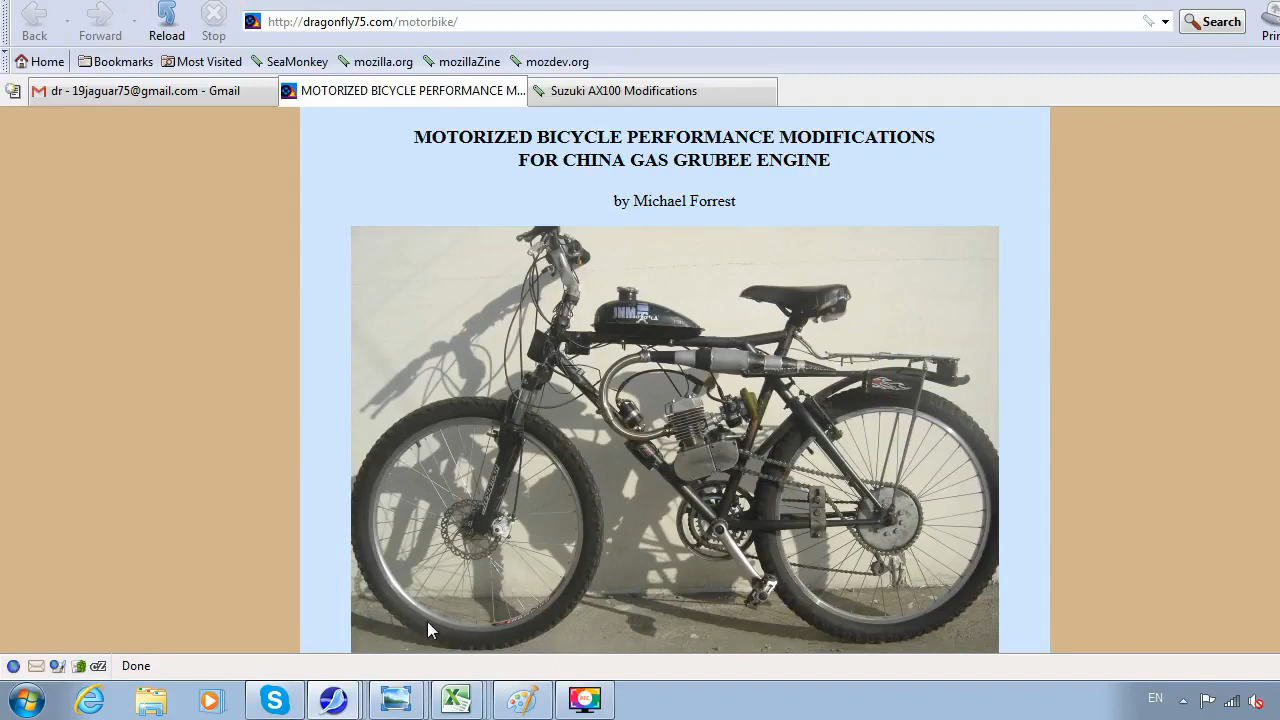 http://dragonfly75.com/motorbike/
Search
Back
Forward
Reload
Stop
Prin
Home
Bookmarks
Most Visited
SeaMonkey
mozilla.org
mozillaZine
mozdev.org
dr - 19jaguar75@gmail.com - Gmail
MOTORIZED BICYCLE PERFORMANCE M...
Suzuki AX100 Modifications
MOTORIZED BICYCLE PERFORMANCE MODIFICATIONS
FOR CHINA GAS GRUBEE ENGINE
by Michael Forrest
Done
EN